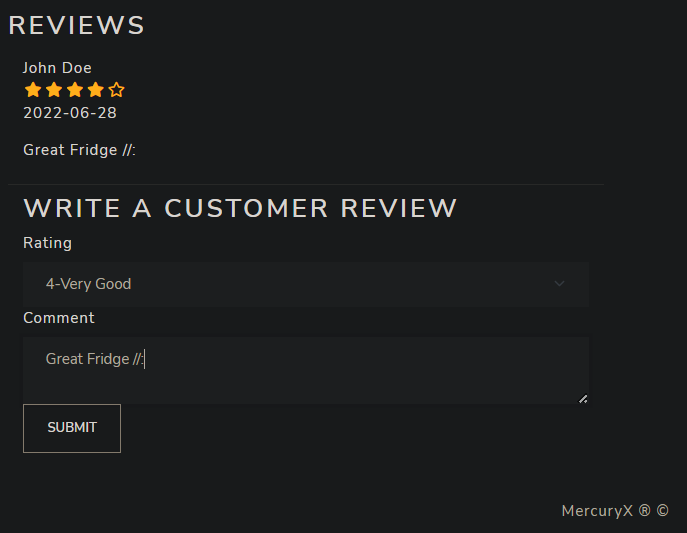 REVIEWS
John Doe
2022-06-28
Great Fridge //:
WRITE A CUSTOMER REVIEW
Rating
4-Very Good
Comment
Great Fridge //:
SUBMIT
MercuryX ® ©